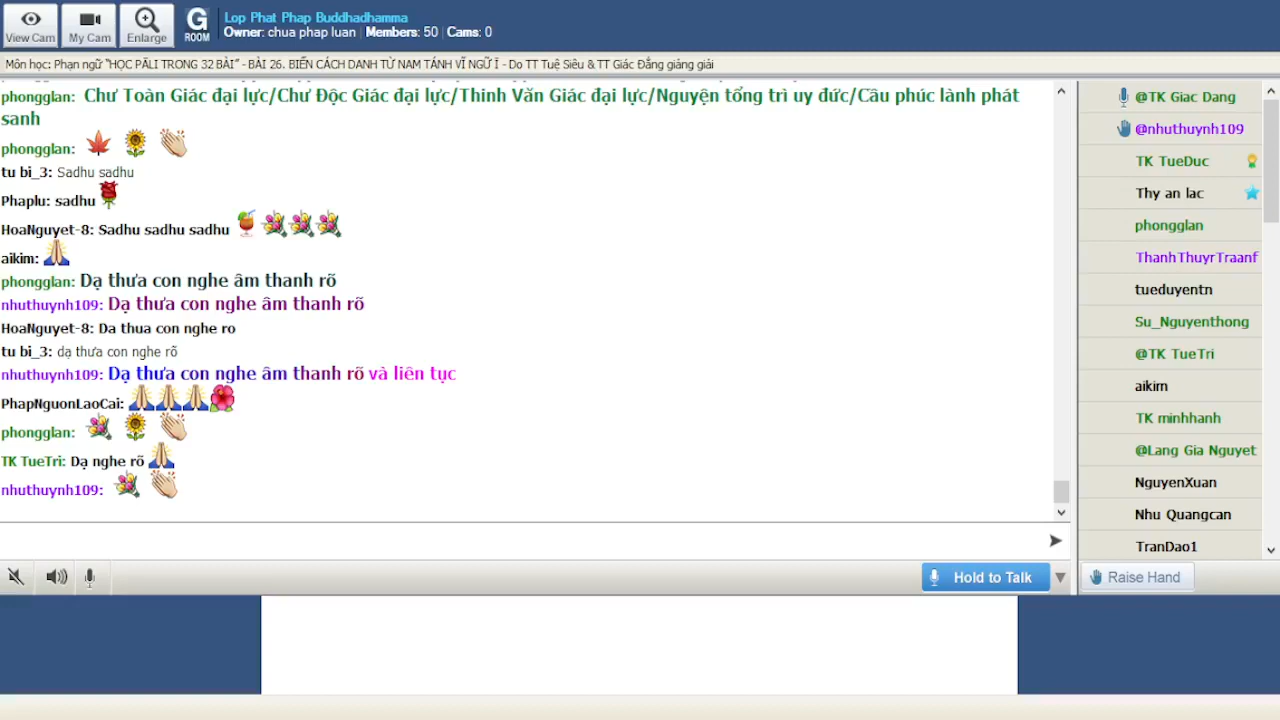 View Cam
My Cam
Enlarge
G
ROOM
Lop Phat Phap Buddhadhamma
Owner: chua phap luan | Members: 50 | Cams: 0
Môn học: Phạn ngữ "HỌC PĀLI TRONG 32 BÀI" - BÀI 26. BIẾN CÁCH DANH TỪ NAM TÁNH VĨ NGỮ Ī - Do TT Tuệ Siêu & TT Giác Đẳng giảng giải
phongglan: Chư Toàn Giác đại lực/Chư Độc Giác đại lực/Thinh Văn Giác đại lực/Nguyện tổng trì uy đức/Câu phúc lành phát
sanh
phongglan:
tu bi_3: Sadhu sadhu
Phaplu: sadhu
HoaNguyet-8: Sadhu sadhu sadhu
aikim:
phongglan: Dạ thưa con nghe âm thanh rõ
nhuthuynh109: Dạ thưa con nghe âm thanh rõ
HoaNguyet-8: Da thua con nghe ro
tu bi_3: dạ thưa con nghe rõ
nhuthuynh109: Dạ thưa con nghe âm thanh rõ và liên tục
PhapNguonLaoCai:
phongglan:
TK TueTri: Dạ nghe rõ
nhuthuynh109:
@TK Giac Dang
@nhuthuynh109
TK TueDuc
Thy an lac
phongglan
ThanhThuyrTraanf
tueduyentn
Su_Nguyenthong
@TK TueTri
aikim
TK minhhanh
@Lang Gia Nguyet
NguyenXuan
Nhu Quangcan
TranDao1
Hold to Talk
Raise Hand